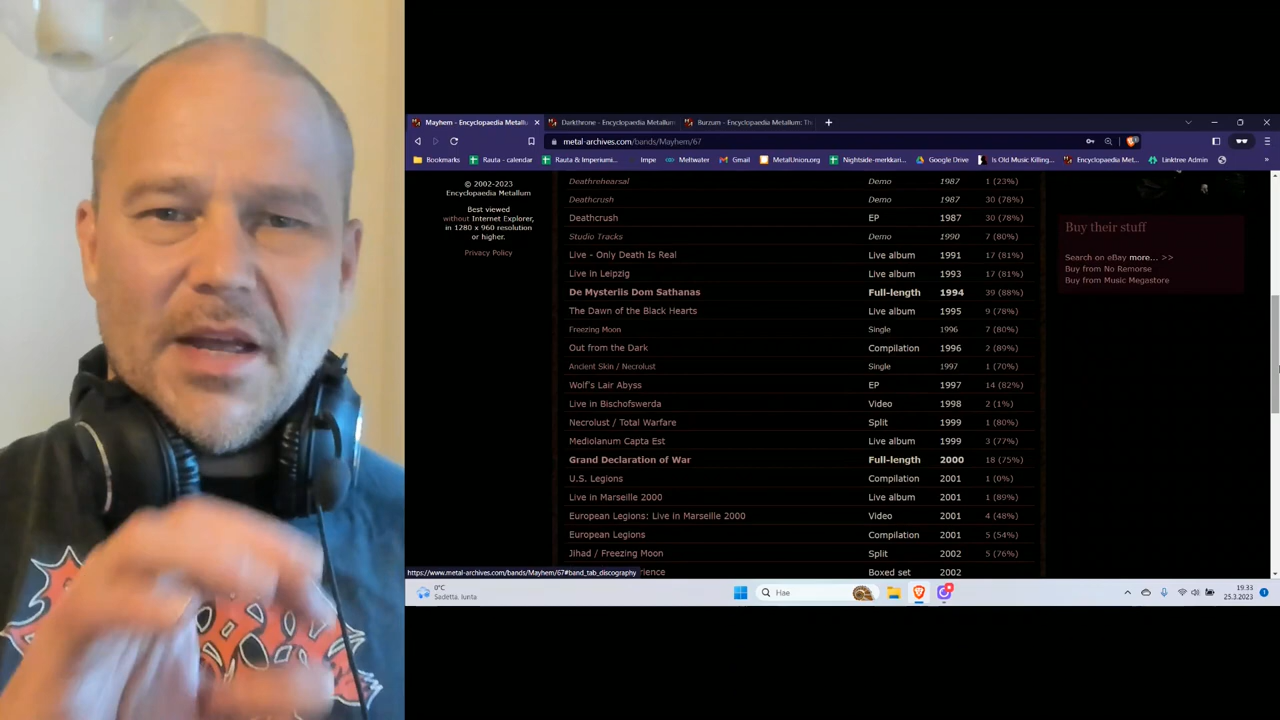 Mayhem - Encyclopaedia Metallu
Darkthrone - Encyclopaedia Metallum
Burzum - Encyclopaedia Metallum: Th
metal-archives.com/bands/Mayhem/67
Bookmarks
Rauta - calendar
Rauta & Imperiumi...
Impe
Meltwater
Gmail
MetalUnion.org
Nightside-merkkari...
Google Drive
Is Old Music Killing...
Encyclopaedia Met...
Linktree Admin
»
© 2002-2023
Encyclopaedia Metallum
Best viewed
without Internet Explorer,
in 1280 x 960 resolution
or higher.
Privacy Policy
Deathrehearsal Demo 1987 1 (23%)
Deathcrush Demo 1987 30 (78%)
Deathcrush EP 1987 30 (78%)
Studio Tracks Demo 1990 7 (80%)
Live - Only Death Is Real Live album 1991 17 (81%)
Live in Leipzig Live album 1993 17 (81%)
De Mysteriis Dom Sathanas Full-length 1994 39 (88%)
The Dawn of the Black Hearts Live album 1995 9 (78%)
Freezing Moon Single 1996 7 (80%)
Out from the Dark Compilation 1996 2 (89%)
Ancient Skin / Necrolust Single 1997 1 (70%)
Wolf's Lair Abyss EP 1997 14 (82%)
Live in Bischofswerda Video 1998 2 (1%)
Necrolust / Total Warfare Split 1999 1 (80%)
Mediolanum Capta Est Live album 1999 3 (77%)
Grand Declaration of War Full-length 2000 18 (75%)
U.S. Legions Compilation 2001 1 (0%)
Live in Marseille 2000 Live album 2001 1 (89%)
European Legions: Live in Marseille 2000 Video 2001 4 (48%)
European Legions Compilation 2001 5 (54%)
Jihad / Freezing Moon Split 2002 5 (76%)
rience Boxed set 2002
Buy their stuff
Search on eBay more... >>
Buy from No Remorse
Buy from Music Megastore
https://www.metal-archives.com/bands/Mayhem/67#band_tab_discography
0°C
Sadetta, lunta
Hae
19.33
25.3.2023